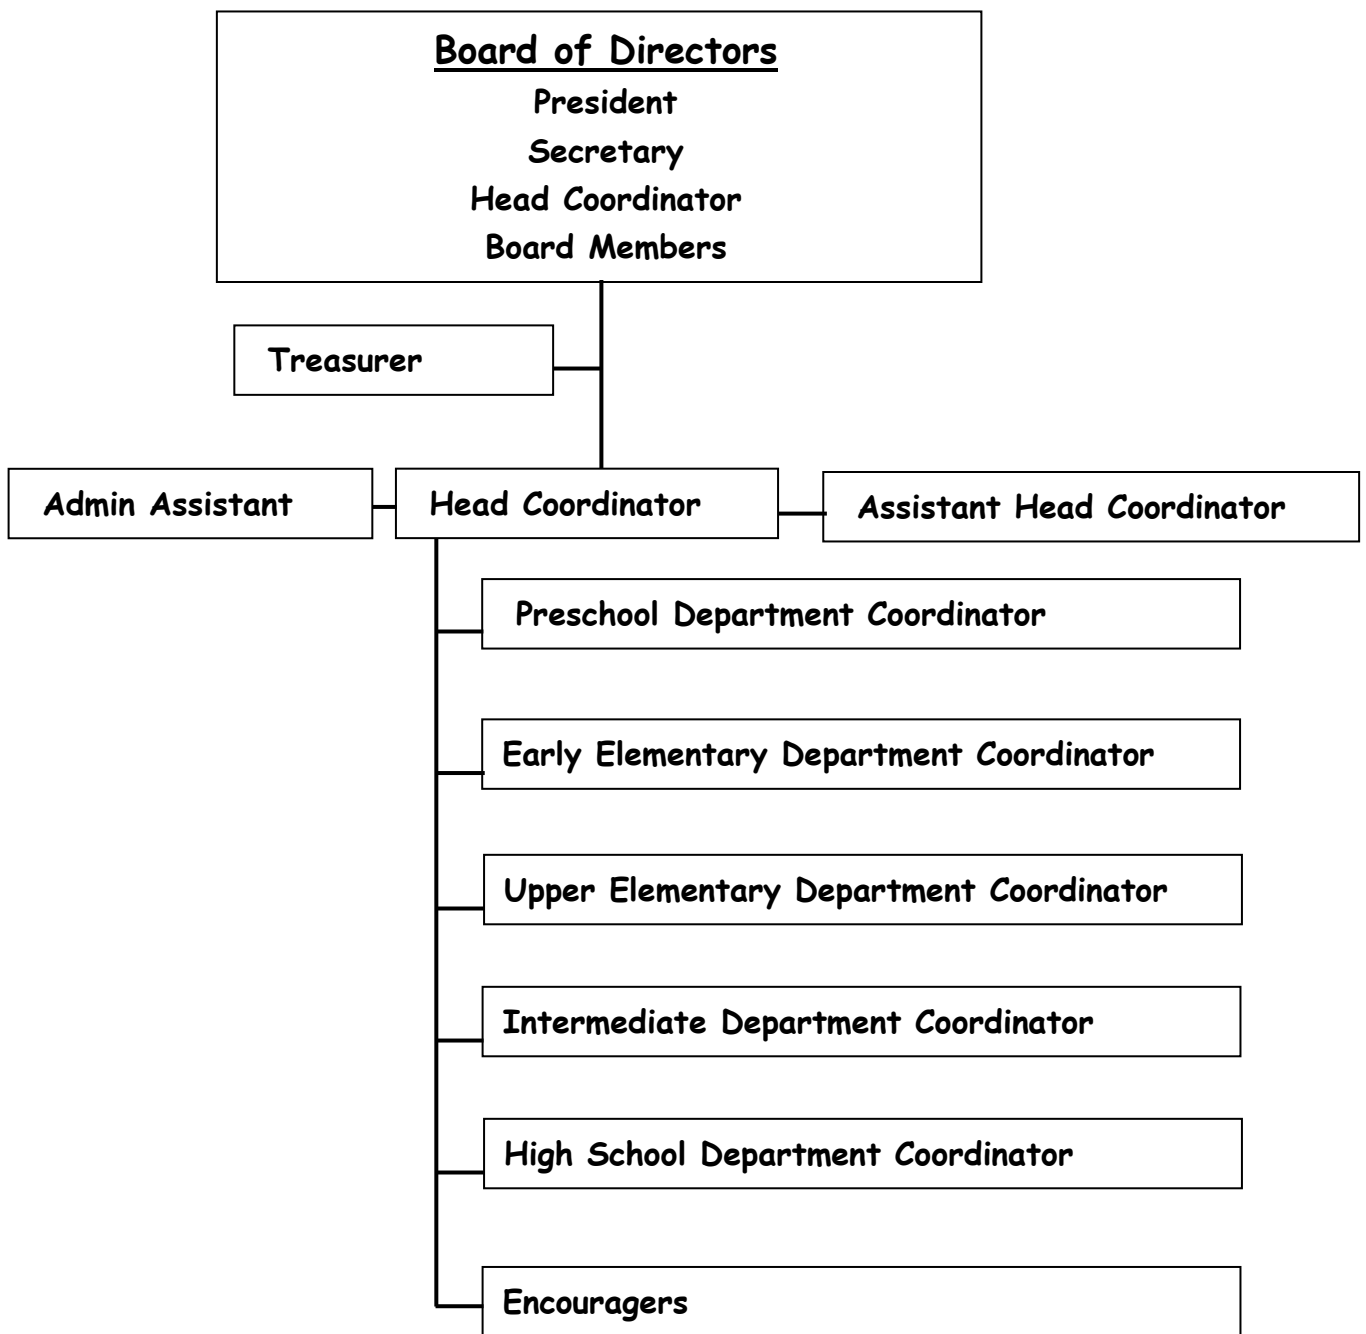 Board of Directors
President
Secretary
Head Coordinator
Board Members
Treasurer
Admin Assistant
Head Coordinator
Assistant Head Coordinator
Preschool Department Coordinator
Early Elementary Department Coordinator
Upper Elementary Department Coordinator
Intermediate Department Coordinator
High School Department Coordinator
Encouragers